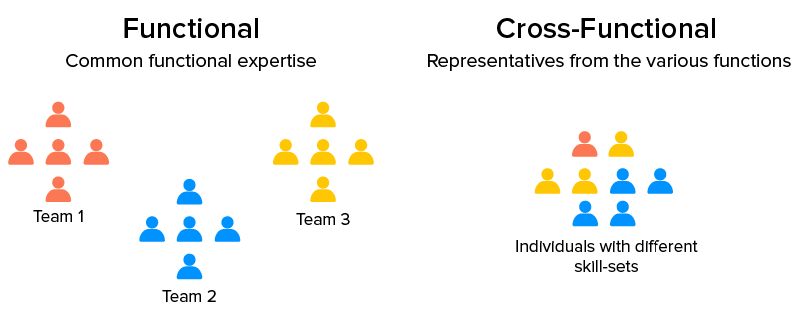 Functional
Common functional expertise
Team 1
Team 2
Team 3
Cross-Functional
Representatives from the various functions
Individuals with different
skill-sets